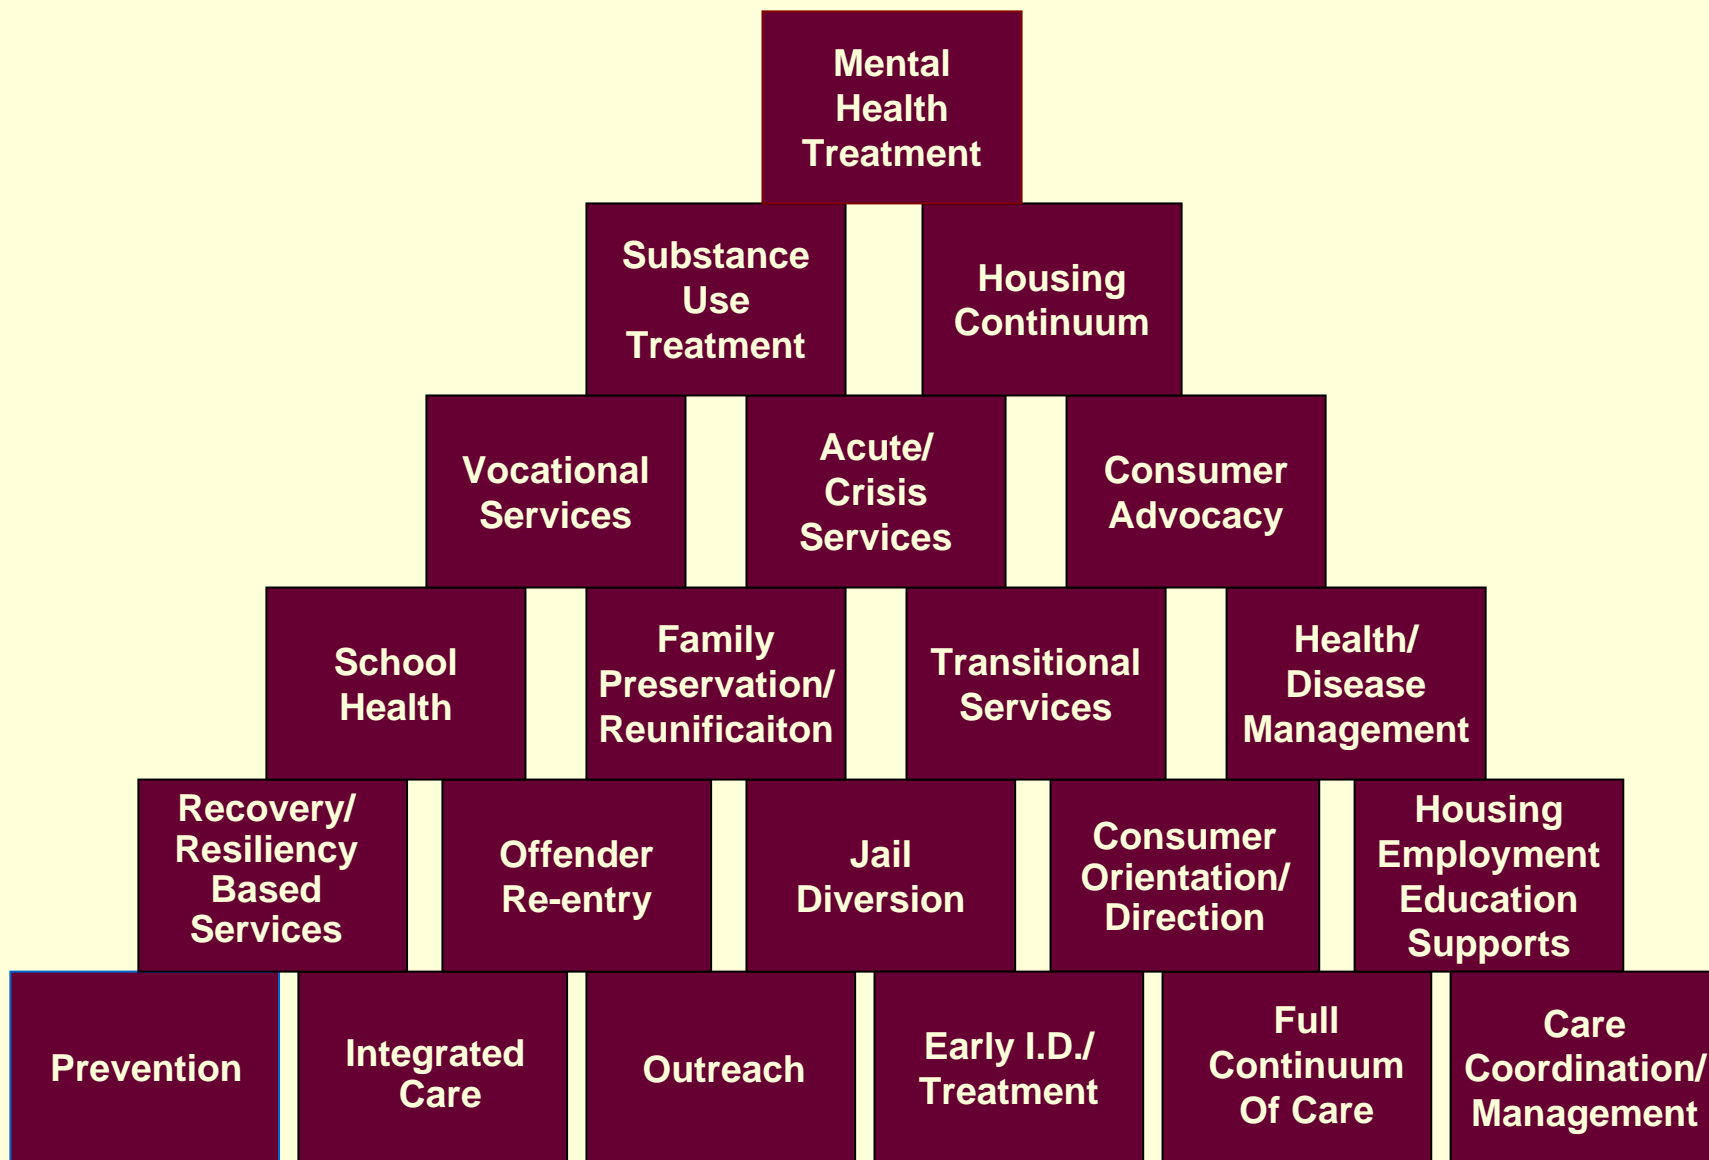 Mental
Health
Treatment
Substance
Use
Treatment
Housing
Continuum
Vocational
Services
Acute/
Crisis
Services
Consumer
Advocacy
School
Health
Family
Preservation/
Reunificaiton
Transitional
Services
Health/
Disease
Management
Recovery/
Resiliency
Based
Services
Offender
Re-entry
Jail
Diversion
Consumer
Orientation/
Direction
Housing
Employment
Education
Supports
Prevention
Integrated
Care
Outreach
Early I.D./
Treatment
Full
Continuum
Of Care
Care
Coordination/
Management